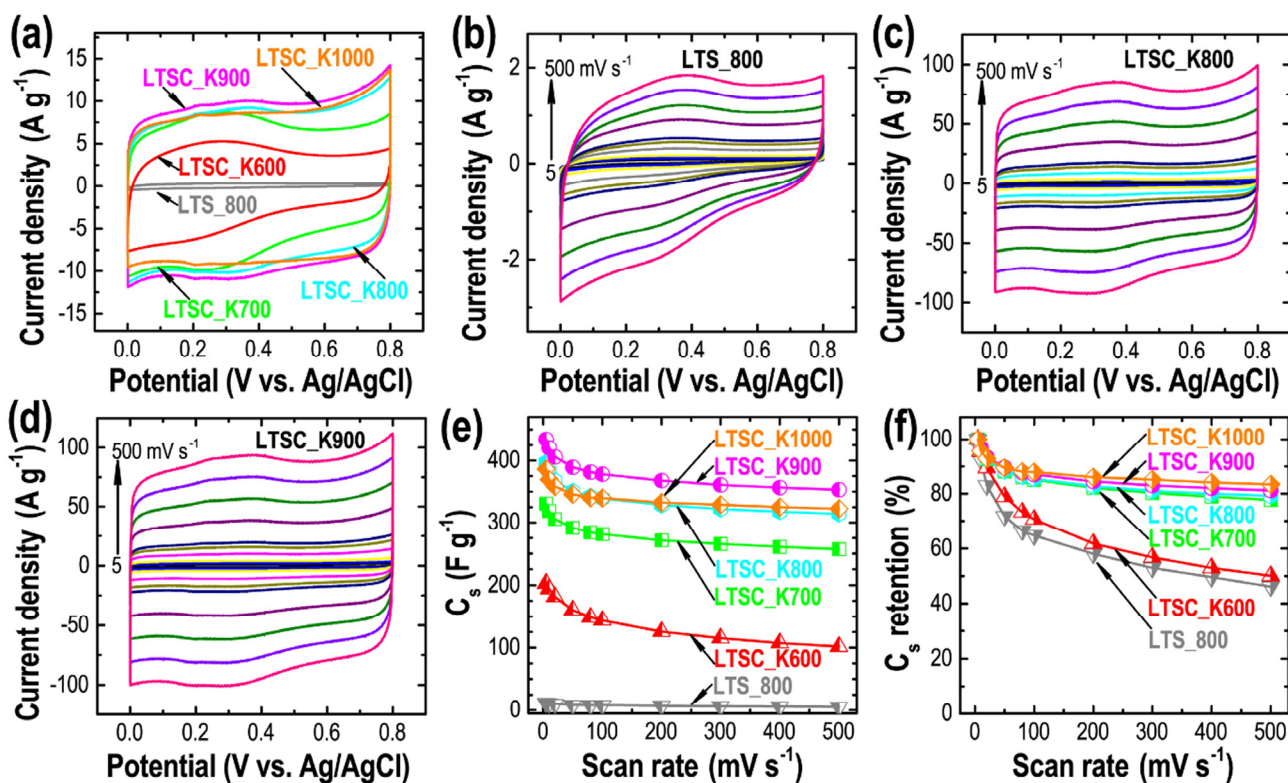 (a)
Current density (A g⁻¹)
15
10
5
0
-5
-10
-15
LTSC_K900
LTSC_K1000
LTSC_K600
LTS_800
LTSC_K700
LTSC_K800
0.0 0.2 0.4 0.6 0.8
Potential (V vs. Ag/AgCl)
(b)
LTS_800
500 mV s⁻¹
5
Current density (A g⁻¹)
2
0
-2
0.0 0.2 0.4 0.6 0.8
Potential (V vs. Ag/AgCl)
(c)
LTSC_K800
500 mV s⁻¹
5
Current density (A g⁻¹)
100
50
0
-50
-100
0.0 0.2 0.4 0.6 0.8
Potential (V vs. Ag/AgCl)
(d)
LTSC_K900
500 mV s⁻¹
5
Current density (A g⁻¹)
100
50
0
-50
-100
0.0 0.2 0.4 0.6 0.8
Potential (V vs. Ag/AgCl)
(e)
Cₛ (F g⁻¹)
400
300
200
100
0
LTSC_K1000
LTSC_K900
LTSC_K800
LTSC_K700
LTSC_K600
LTS_800
0 100 200 300 400 500
Scan rate (mV s⁻¹)
(f)
Cₛ retention (%)
100
80
60
40
20
0
LTSC_K1000
LTSC_K900
LTSC_K800
LTSC_K700
LTSC_K600
LTS_800
0 100 200 300 400 500
Scan rate (mV s⁻¹)